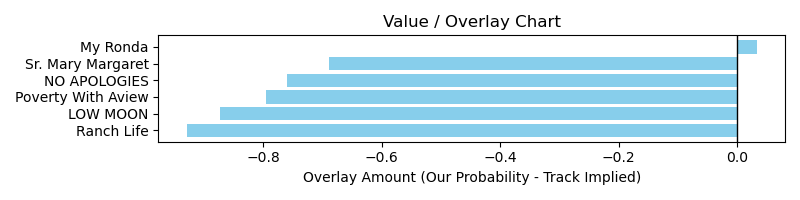 Value / Overlay Chart
My Ronda
Sr. Mary Margaret
NO APOLOGIES
Poverty With Aview
LOW MOON
Ranch Life
−0.8 −0.6 −0.4 −0.2 0.0
Overlay Amount (Our Probability - Track Implied)